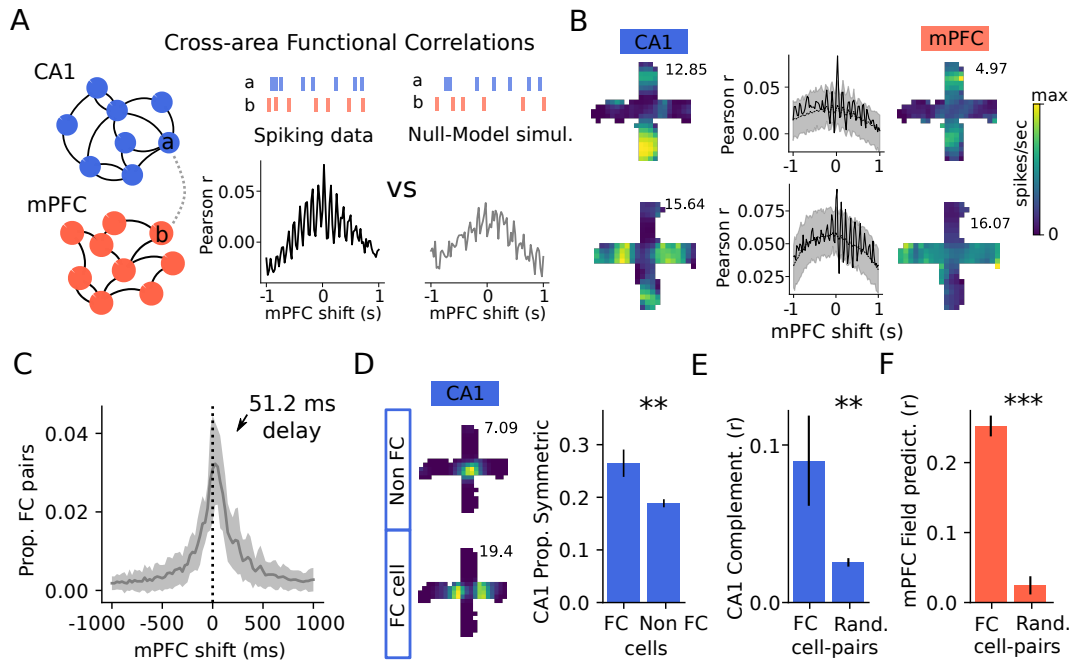 A
Cross-area Functional Correlations
CA1
a
b
a
b
Spiking data
Null-Model simul.
a
mPFC
b
Pearson r
0.05
0.00
vs
-1 0 1
-1 0 1
mPFC shift (s)
mPFC shift (s)
B
CA1
mPFC
12.85
Pearson r
0.050
0.025
0.00
-1 0 1
4.97
max
spikes/sec
0
15.64
Pearson r
0.075
0.050
0.025
-1 0 1
mPFC shift (s)
16.07
C
51.2 ms
delay
Prop. FC pairs
0.04
0.02
0.00
-1000 -500 0 500 1000
mPFC shift (ms)
D
CA1
Non FC
7.09
FC cell
19.4
**
CA1 Prop. Symmetric
0.3
0.2
0.1
0.0
FC Non FC
cells
E
**
CA1 Complement. (r)
0.1
0.0
FC Rand.
cell-pairs
F
***
mPFC Field predict. (r)
0.2
0.0
FC Rand.
cell-pairs